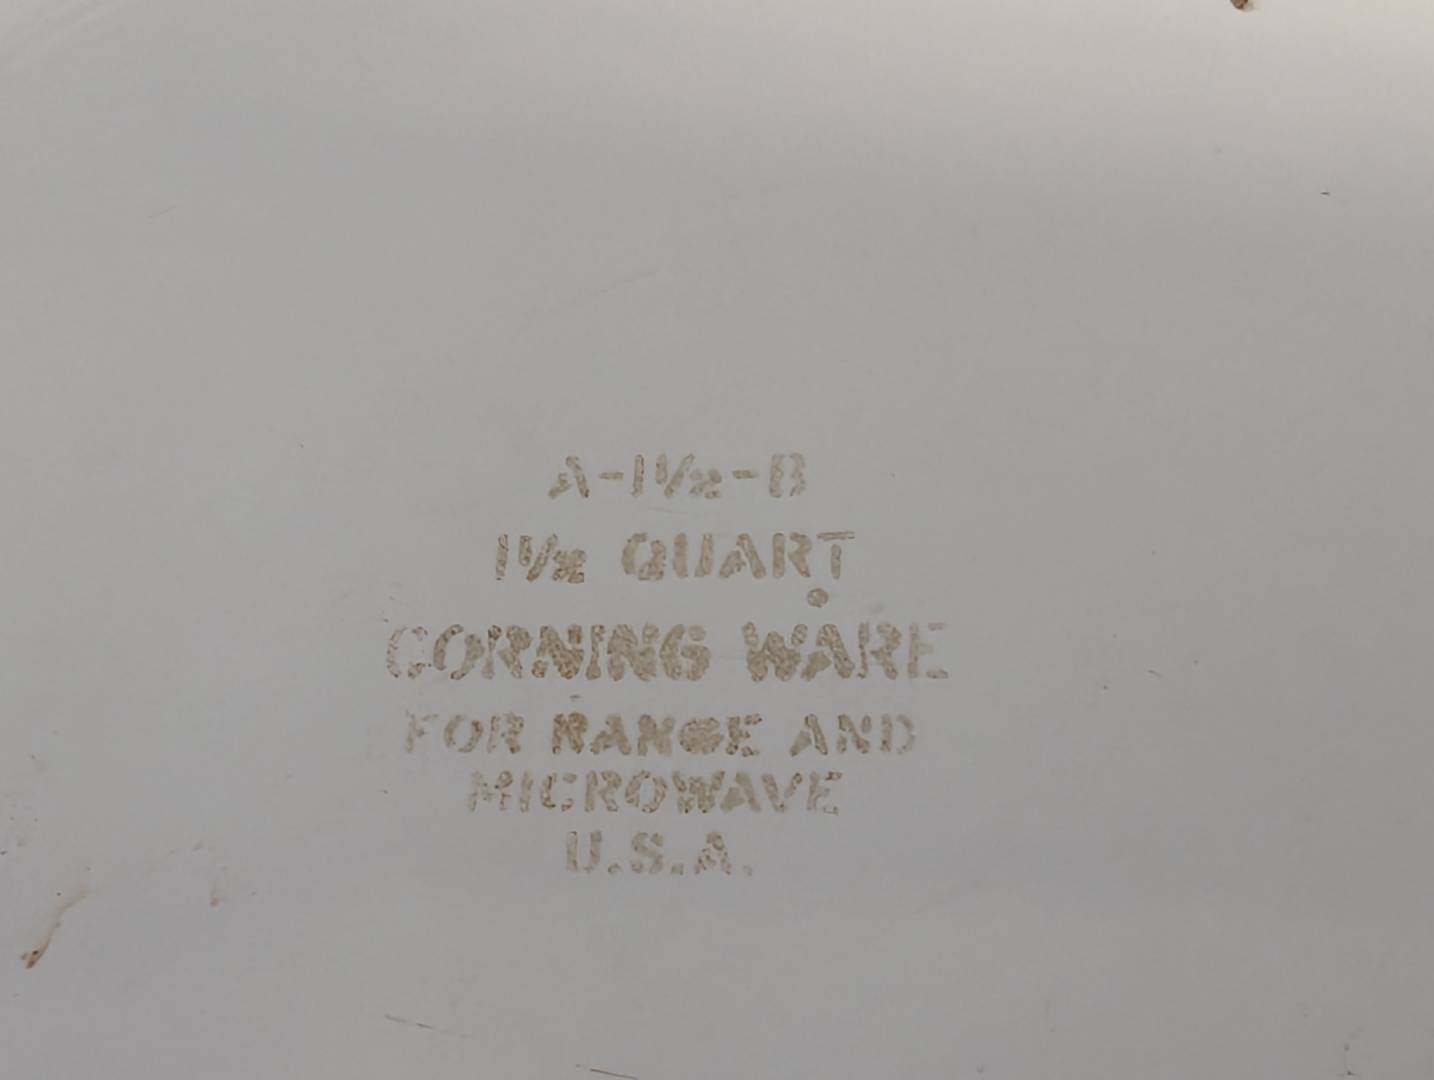 A-1½-B
1½ QUART
CORNING WARE
FOR RANGE AND
MICROWAVE
U.S.A.